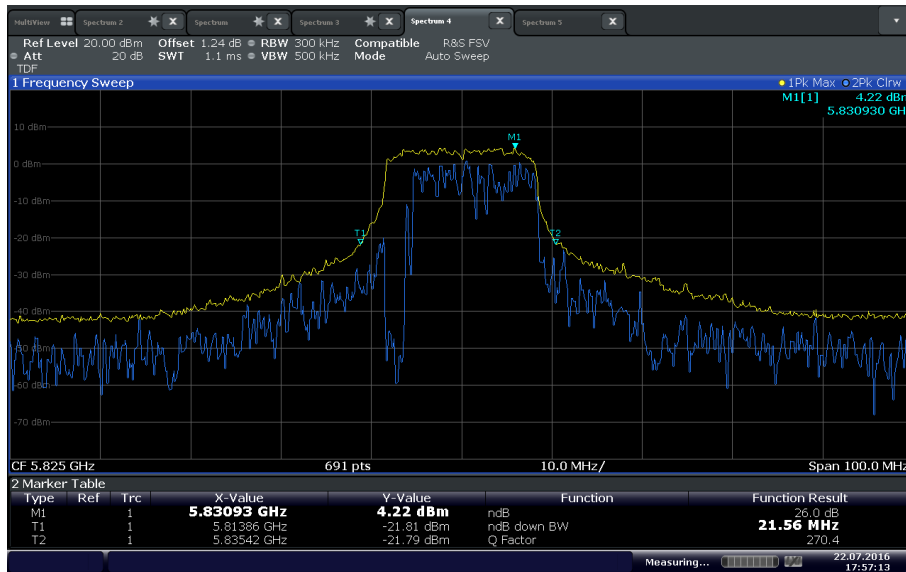 MultiView Spectrum 2 X Spectrum X Spectrum 3 X Spectrum 4 X Spectrum 5 X
Ref Level 20.00 dBm Offset 1.24 dB RBW 300 kHz Compatible R&S FSV
Att 20 dB SWT 1.1 ms VBW 500 kHz Mode Auto Sweep
TDF
1 Frequency Sweep 1Pk Max 2Pk Clrw
M1[1] 4.22 dBm
5.830930 GH
10 dBm
M1
0 dBm
-10 dBm
-20 dBm
T1 T2
-30 dBm
-40 dBm
-50 dBm
-60 dBm
-70 dBm
CF 5.825 GHz 691 pts 10.0 MHz/ Span 100.0 MHz
2 Marker Table
Type Ref Trc X-Value Y-Value Function Function Result
M1 1 5.83093 GHz 4.22 dBm ndB 26.0 dB
T1 1 5.81386 GHz -21.81 dBm ndB down BW 21.56 MHz
T2 1 5.83542 GHz -21.79 dBm Q Factor 270.4
Measuring... 22.07.2016
17:57:13